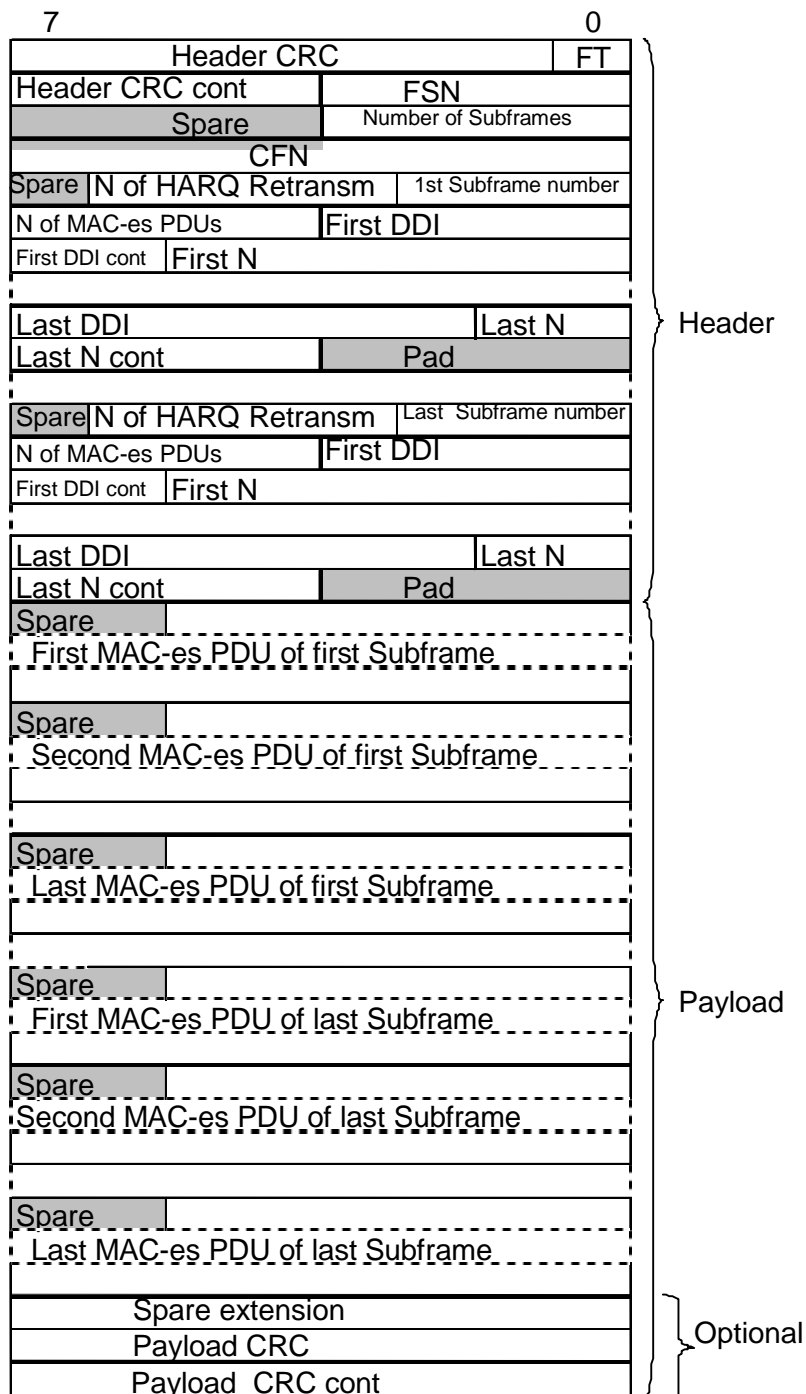 7 0
Header CRC FT
Header CRC cont FSN
Spare Number of Subframes
CFN
Spare N of HARQ Retransm 1st Subframe number
N of MAC-es PDUs First DDI
First DDI cont First N
Last DDI Last N
Header
Last N cont Pad
Spare N of HARQ Retransm Last Subframe number
N of MAC-es PDUs First DDI
First DDI cont First N
Last DDI Last N
Last N cont Pad
Spare
First MAC-es PDU of first Subframe
Spare
Second MAC-es PDU of first Subframe
Spare
Last MAC-es PDU of first Subframe
Spare
Payload
First MAC-es PDU of last Subframe
Spare
Second MAC-es PDU of last Subframe
Spare
Last MAC-es PDU of last Subframe
Spare extension
Optional
Payload CRC
Payload CRC cont